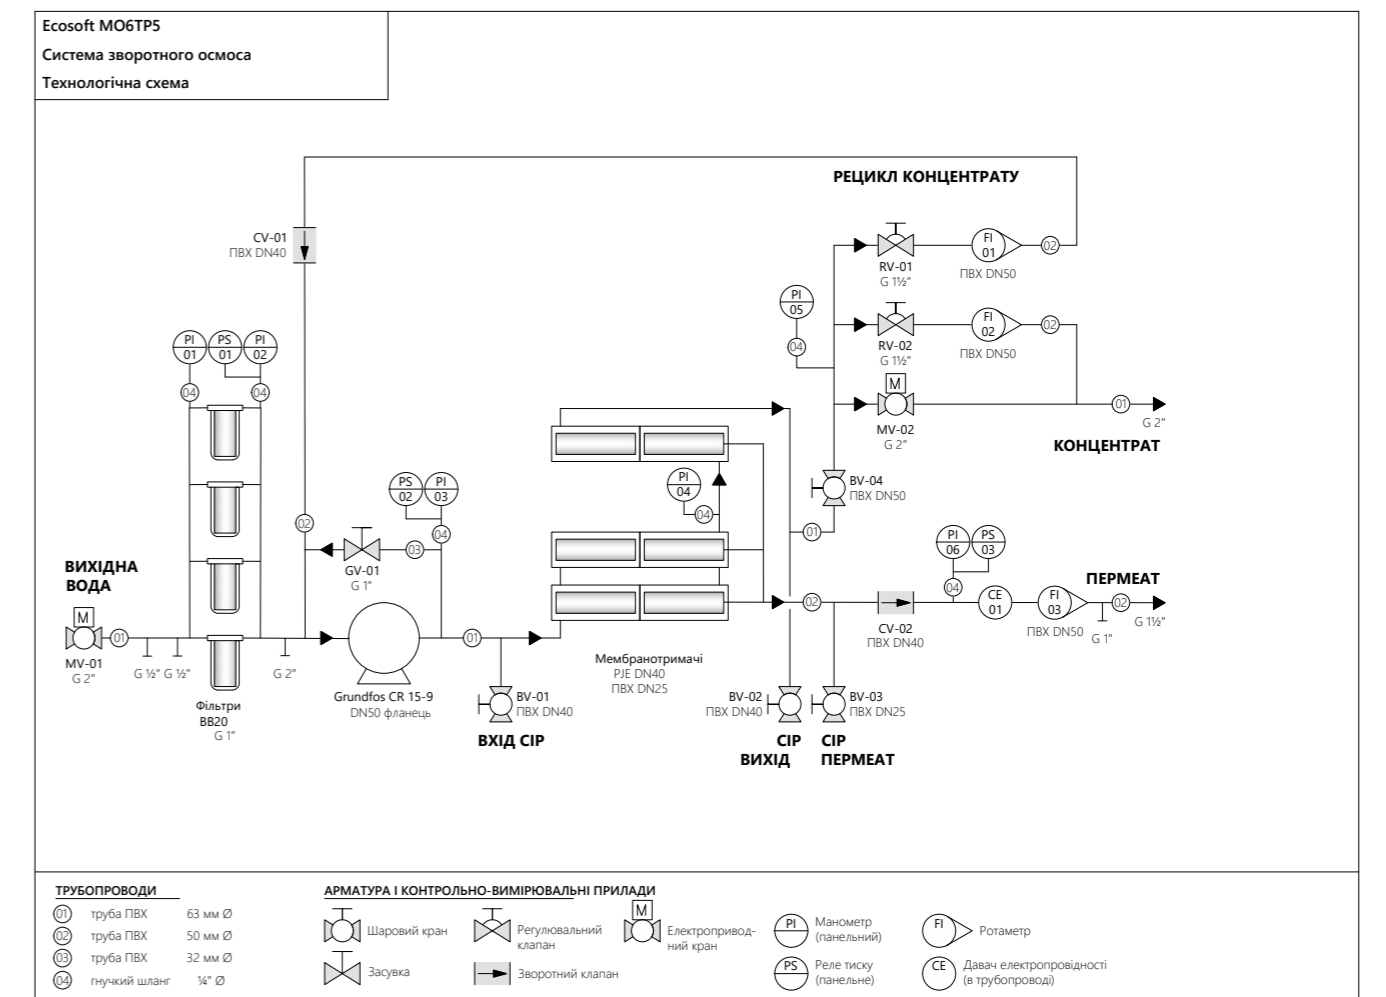 Ecosoft MO6TP5
Система зворотного осмоса
Технологічна схема
РЕЦИКЛ КОНЦЕНТРАТУ
CV-01
ПВХ DN40
FI
01
02
RV-01
G 1½"
ПВХ DN50
PI
05
FI
02
02
RV-02
G 1½"
ПВХ DN50
04
PI
01
PS
01
PI
02
04
04
M
MV-02
G 2"
01
G 2"
КОНЦЕНТРАТ
PS
02
PI
03
PI
04
04
BV-04
ПВХ DN50
02
04
03
01
GV-01
G 1"
PI
06
PS
03
04
ВИХІДНА
ВОДА
M
01
MV-01
G 2"
G ½" G ½"
G 2"
01
02
CV-02
ПВХ DN40
CE
01
FI
03
ПВХ DN50
G 1"
02
ПЕРМЕАТ
G 1½"
Фільтри
BB20
G 1"
Grundfos CR 15-9
DN50 фланець
BV-01
ПВХ DN40
ВХІД CIP
Мембранотримачі
PJE DN40
ПВХ DN25
BV-02
ПВХ DN40
BV-03
ПВХ DN25
CIP
ВИХІД
CIP
ПЕРМЕАТ
ТРУБОПРОВОДИ
01 труба ПВХ 63 мм Ø
02 труба ПВХ 50 мм Ø
03 труба ПВХ 32 мм Ø
04 гнучкий шланг ¼" Ø
АРМАТУРА І КОНТРОЛЬНО-ВИМІРЮВАЛЬНІ ПРИЛАДИ
Шаровий кран
Засувка
Регулювальний
клапан
Зворотний клапан
M
Електропривод-
ний кран
PI
Манометр
(панельний)
PS
Реле тиску
(панельне)
FI
Ротаметр
CE
Давач електропровідності
(в трубопроводі)